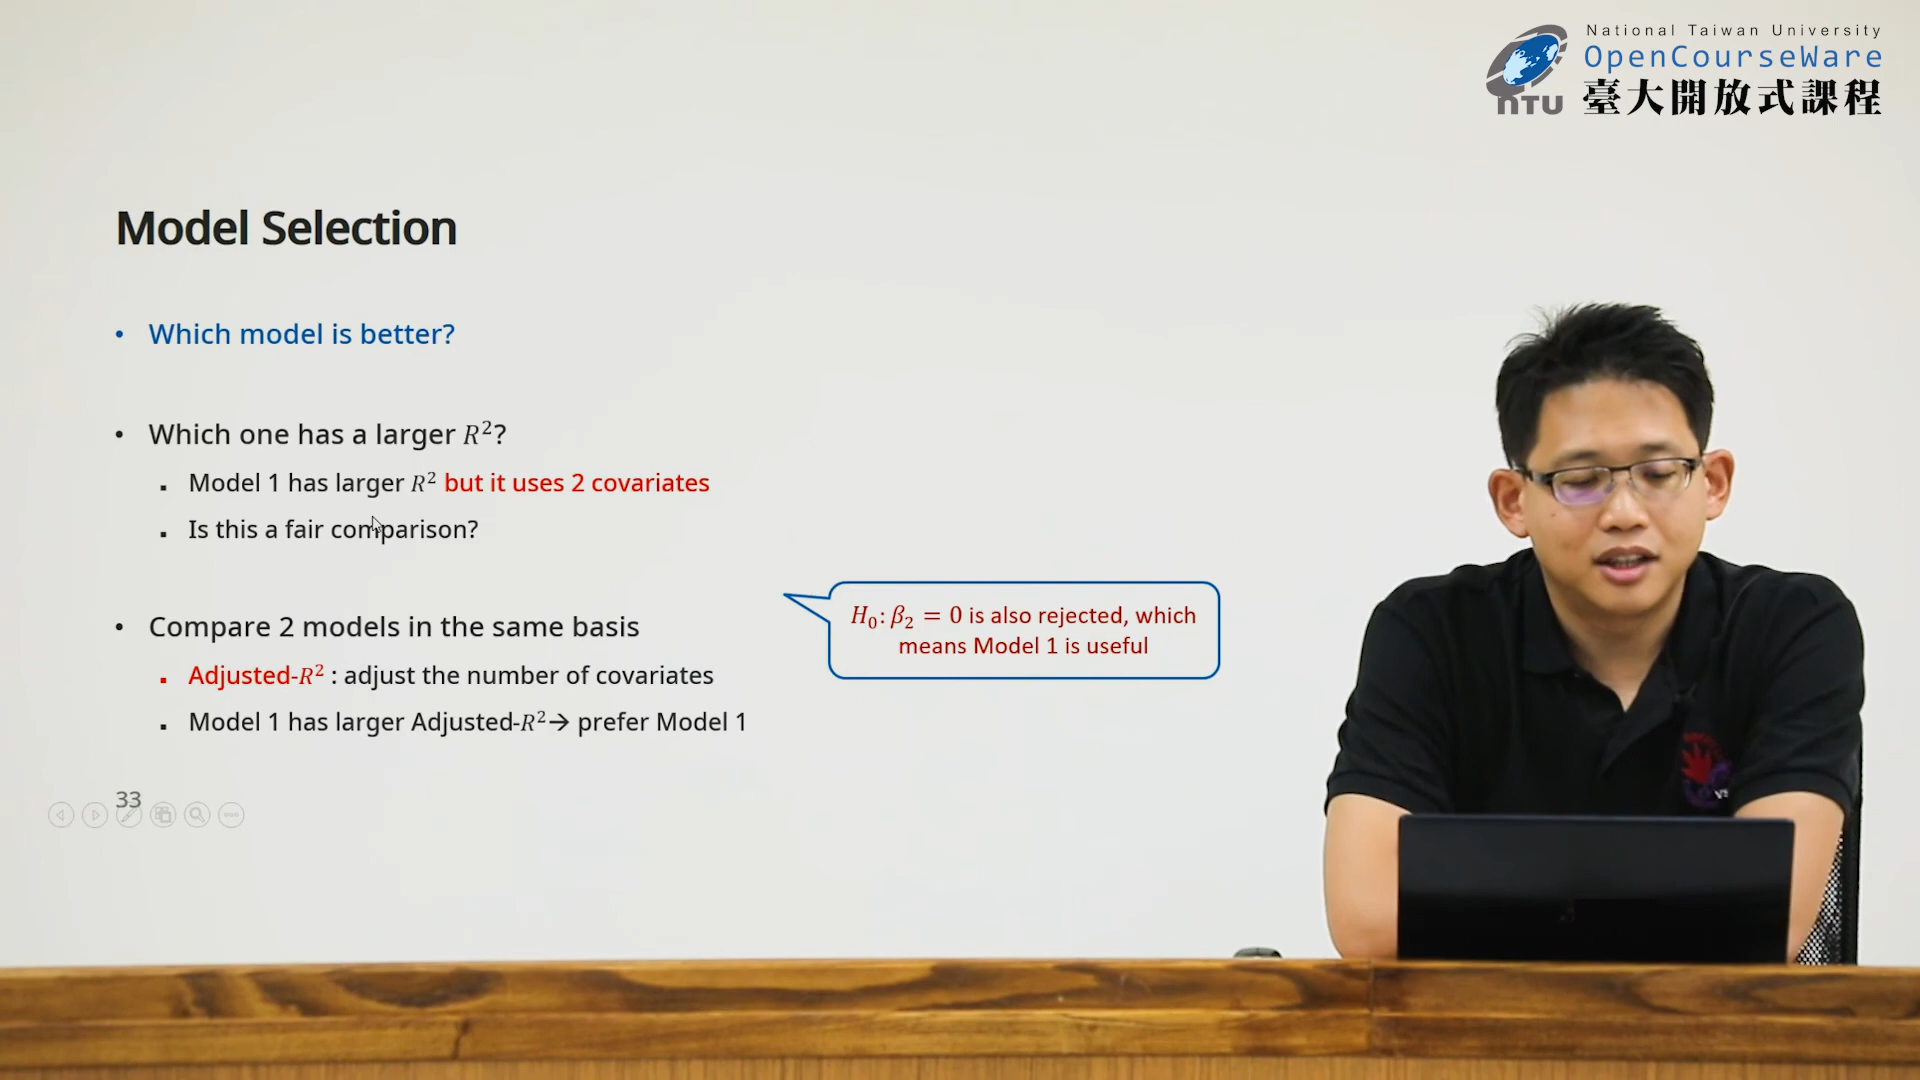 National Taiwan University
OpenCourseWare
臺大開放式課程
NTU
Model Selection
• Which model is better?
• Which one has a larger R²?
▪ Model 1 has larger R² but it uses 2 covariates
▪ Is this a fair comparison?
• Compare 2 models in the same basis
▪ Adjusted-R² : adjust the number of covariates
▪ Model 1 has larger Adjusted-R²→ prefer Model 1
H₀: β₂ = 0 is also rejected, which
means Model 1 is useful
33